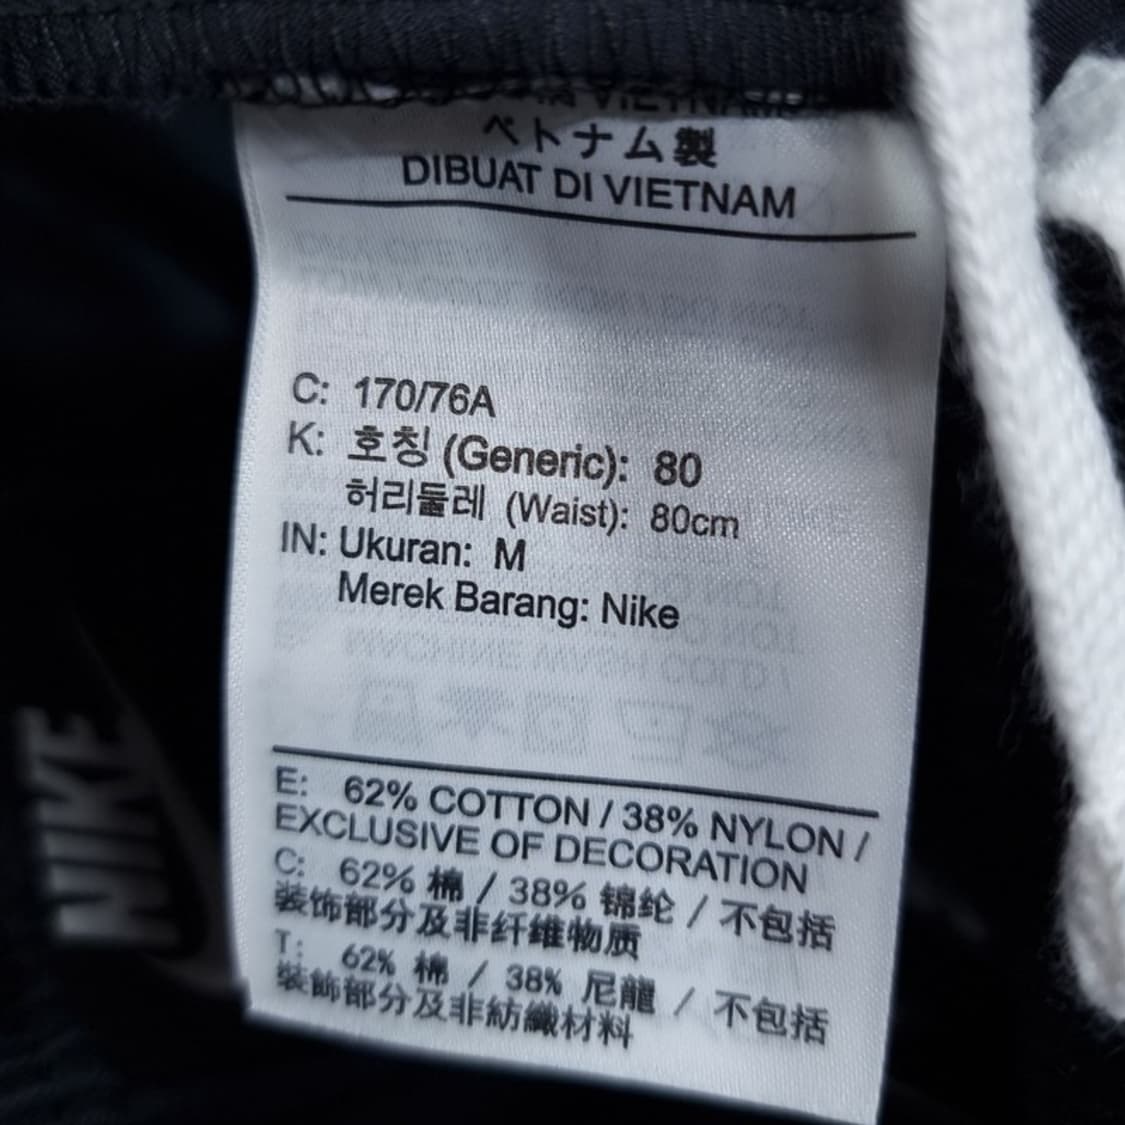 VIETNAM
ベトナム製
DIBUAT DI VIETNAM
C: 170/76A
K: 호칭 (Generic): 80
허리둘레 (Waist): 80cm
IN: Ukuran: M
Merek Barang: Nike
E: 62% COTTON / 38% NYLON /
EXCLUSIVE OF DECORATION
C: 62% 棉 / 38% 锦纶 / 不包括
装饰部分及非纤维物质
T: 62% 棉 / 38% 尼龍 / 不包括
裝飾部分及非紡織材料
NIKE